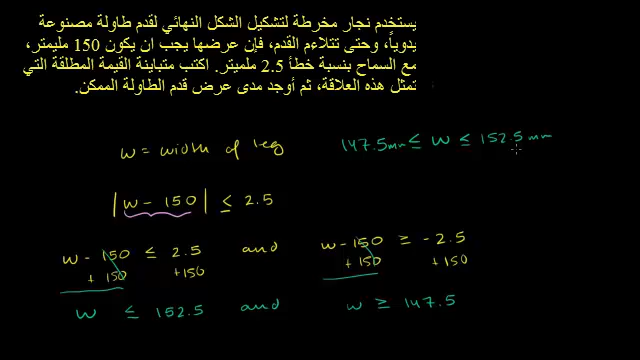 يستخدم نجار مخرطة لتشكيل الشكل النهائي لقدم طاولة مصنوعة
يدوياً، وحتى تتلاءم القدم، فإن عرضها يجب ان يكون 150 مليمتر،
مع السماح بنسبة خطأ 2.5 ملميتر. اكتب متباينة القيمة المطلقة التي
تمثل هذه العلاقة، ثم أوجد مدى عرض قدم الطاولة الممكن.
w = width of leg
147.5mm ≤ w ≤ 152.5mm
|w - 150| ≤ 2.5
w - 150 ≤ 2.5 and w - 150 ≥ -2.5
+ 150 +150 + 150 +150
w ≤ 152.5 and w ≥ 147.5